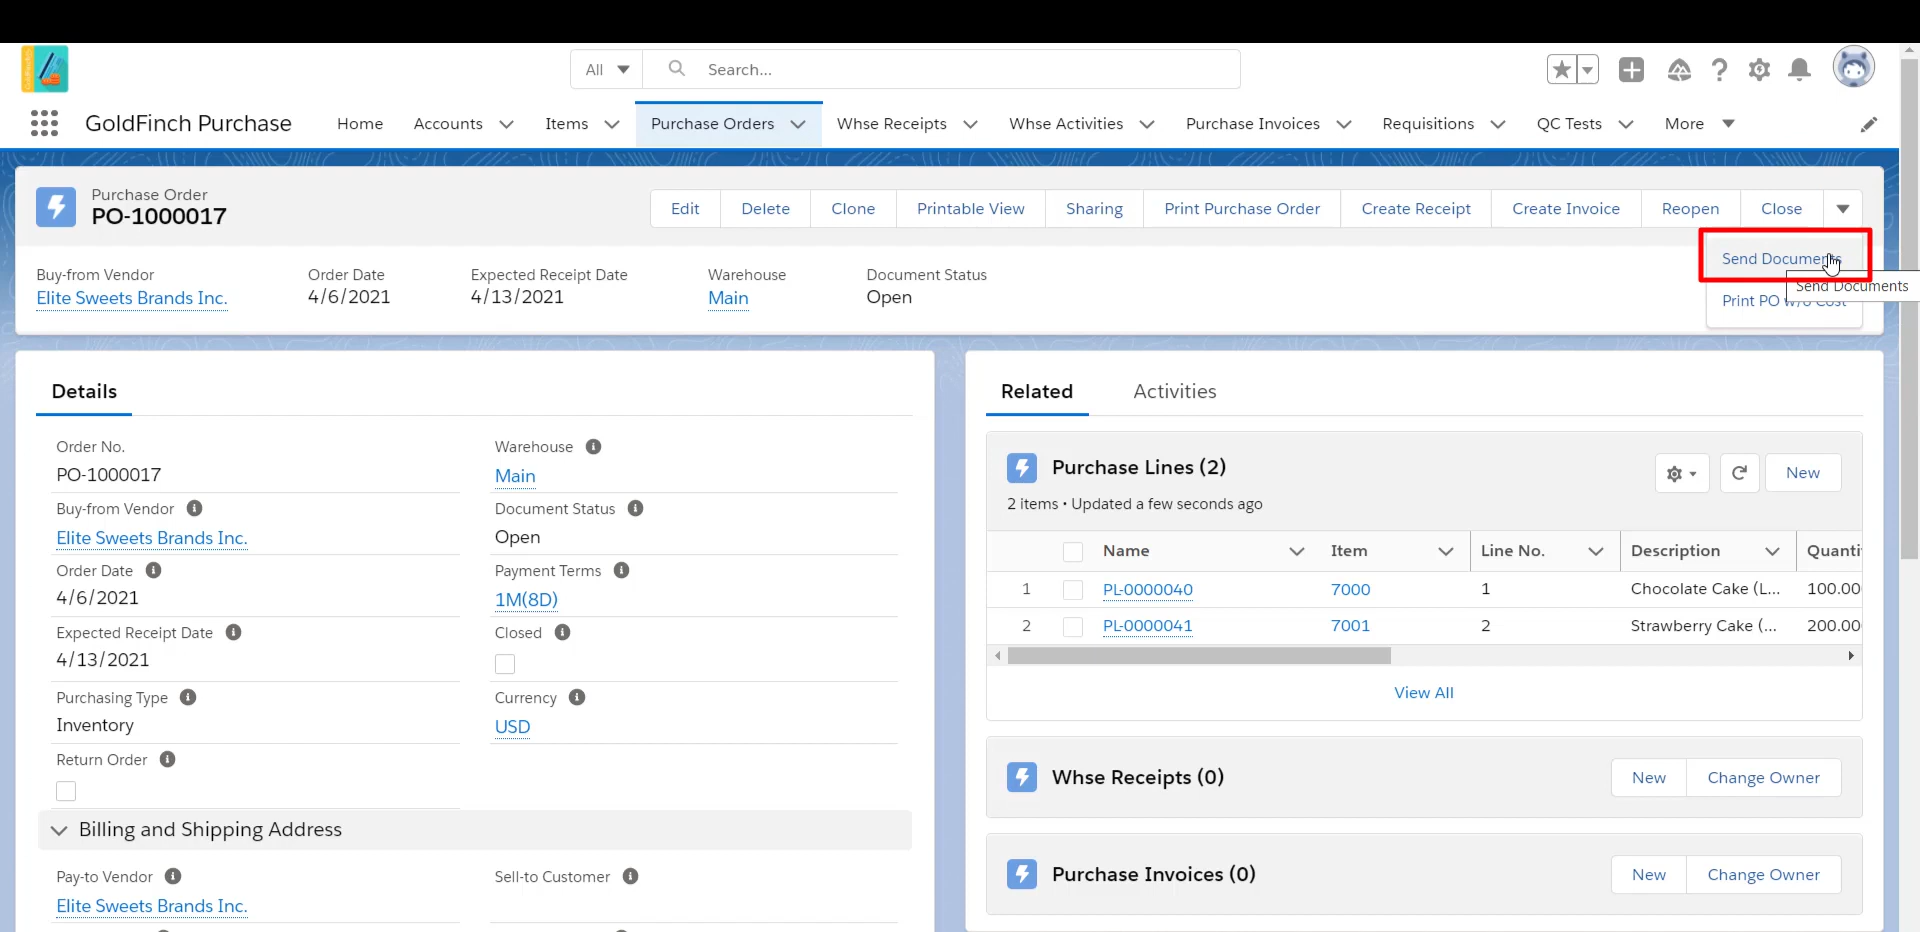 All
Search...
GoldFinch Purchase
Home
Accounts
Items
Purchase Orders
Whse Receipts
Whse Activities
Purchase Invoices
Requisitions
QC Tests
More
Purchase Order
PO-1000017
Edit
Delete
Clone
Printable View
Sharing
Print Purchase Order
Create Receipt
Create Invoice
Reopen
Close
Send Documents
Send Documents
Print PO w/o Cost
Buy-from Vendor
Elite Sweets Brands Inc.
Order Date
4/6/2021
Expected Receipt Date
4/13/2021
Warehouse
Main
Document Status
Open
Details
Order No.
PO-1000017
Buy-from Vendor
Elite Sweets Brands Inc.
Order Date
4/6/2021
Expected Receipt Date
4/13/2021
Purchasing Type
Inventory
Return Order
Warehouse
Main
Document Status
Open
Payment Terms
1M(8D)
Closed
Currency
USD
Billing and Shipping Address
Pay-to Vendor
Elite Sweets Brands Inc.
Sell-to Customer
Related
Activities
Purchase Lines (2)
2 items • Updated a few seconds ago
New
Name Item Line No. Description Quanti
1 PL-0000040 7000 1 Chocolate Cake (L... 100.00
2 PL-0000041 7001 2 Strawberry Cake (... 200.00
View All
Whse Receipts (0)
New
Change Owner
Purchase Invoices (0)
New
Change Owner